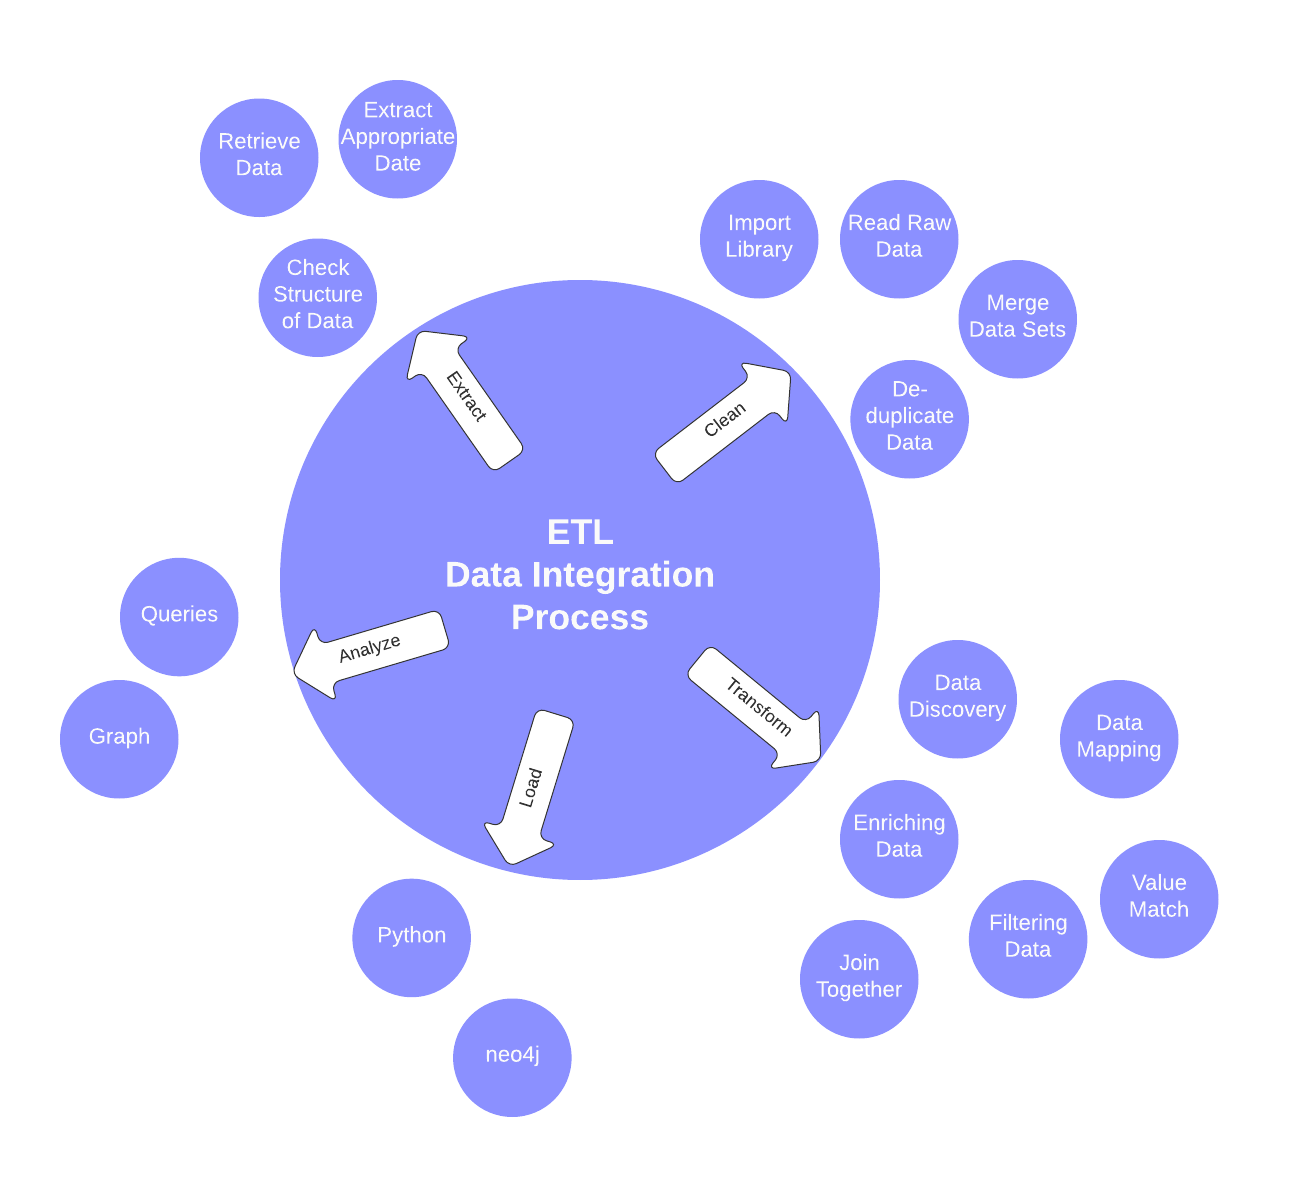 Extract
Appropriate
Date
Retrieve
Data
Check
Structure
of Data
Import
Library
Read Raw
Data
Merge
Data Sets
De-
duplicate
Data
Extract
Clean
ETL
Data Integration
Process
Analyze
Transform
Load
Queries
Graph
Data
Discovery
Data
Mapping
Enriching
Data
Value
Match
Filtering
Data
Join
Together
Python
neo4j